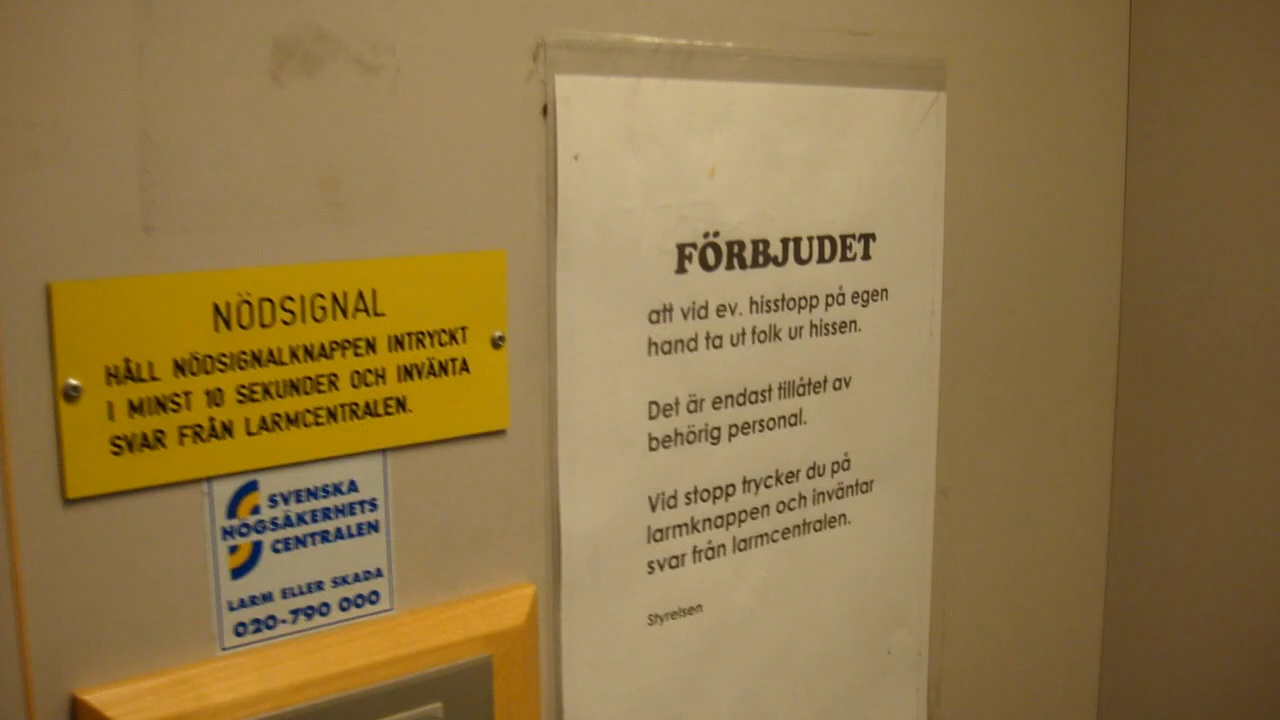 NÖDSIGNAL
HÅLL NÖDSIGNALKNAPPEN INTRYCKT
I MINST 10 SEKUNDER OCH INVÄNTA
SVAR FRÅN LARMCENTRALEN.
SVENSKA
HÖGSÄKERHETS
CENTRALEN
LARM ELLER SKADA
020-790 000
FÖRBJUDET
att vid ev. hisstopp på egen
hand ta ut folk ur hissen.
Det är endast tillåtet av
behörig personal.
Vid stopp trycker du på
larmknappen och inväntar
svar från larmcentralen.
Styrelsen